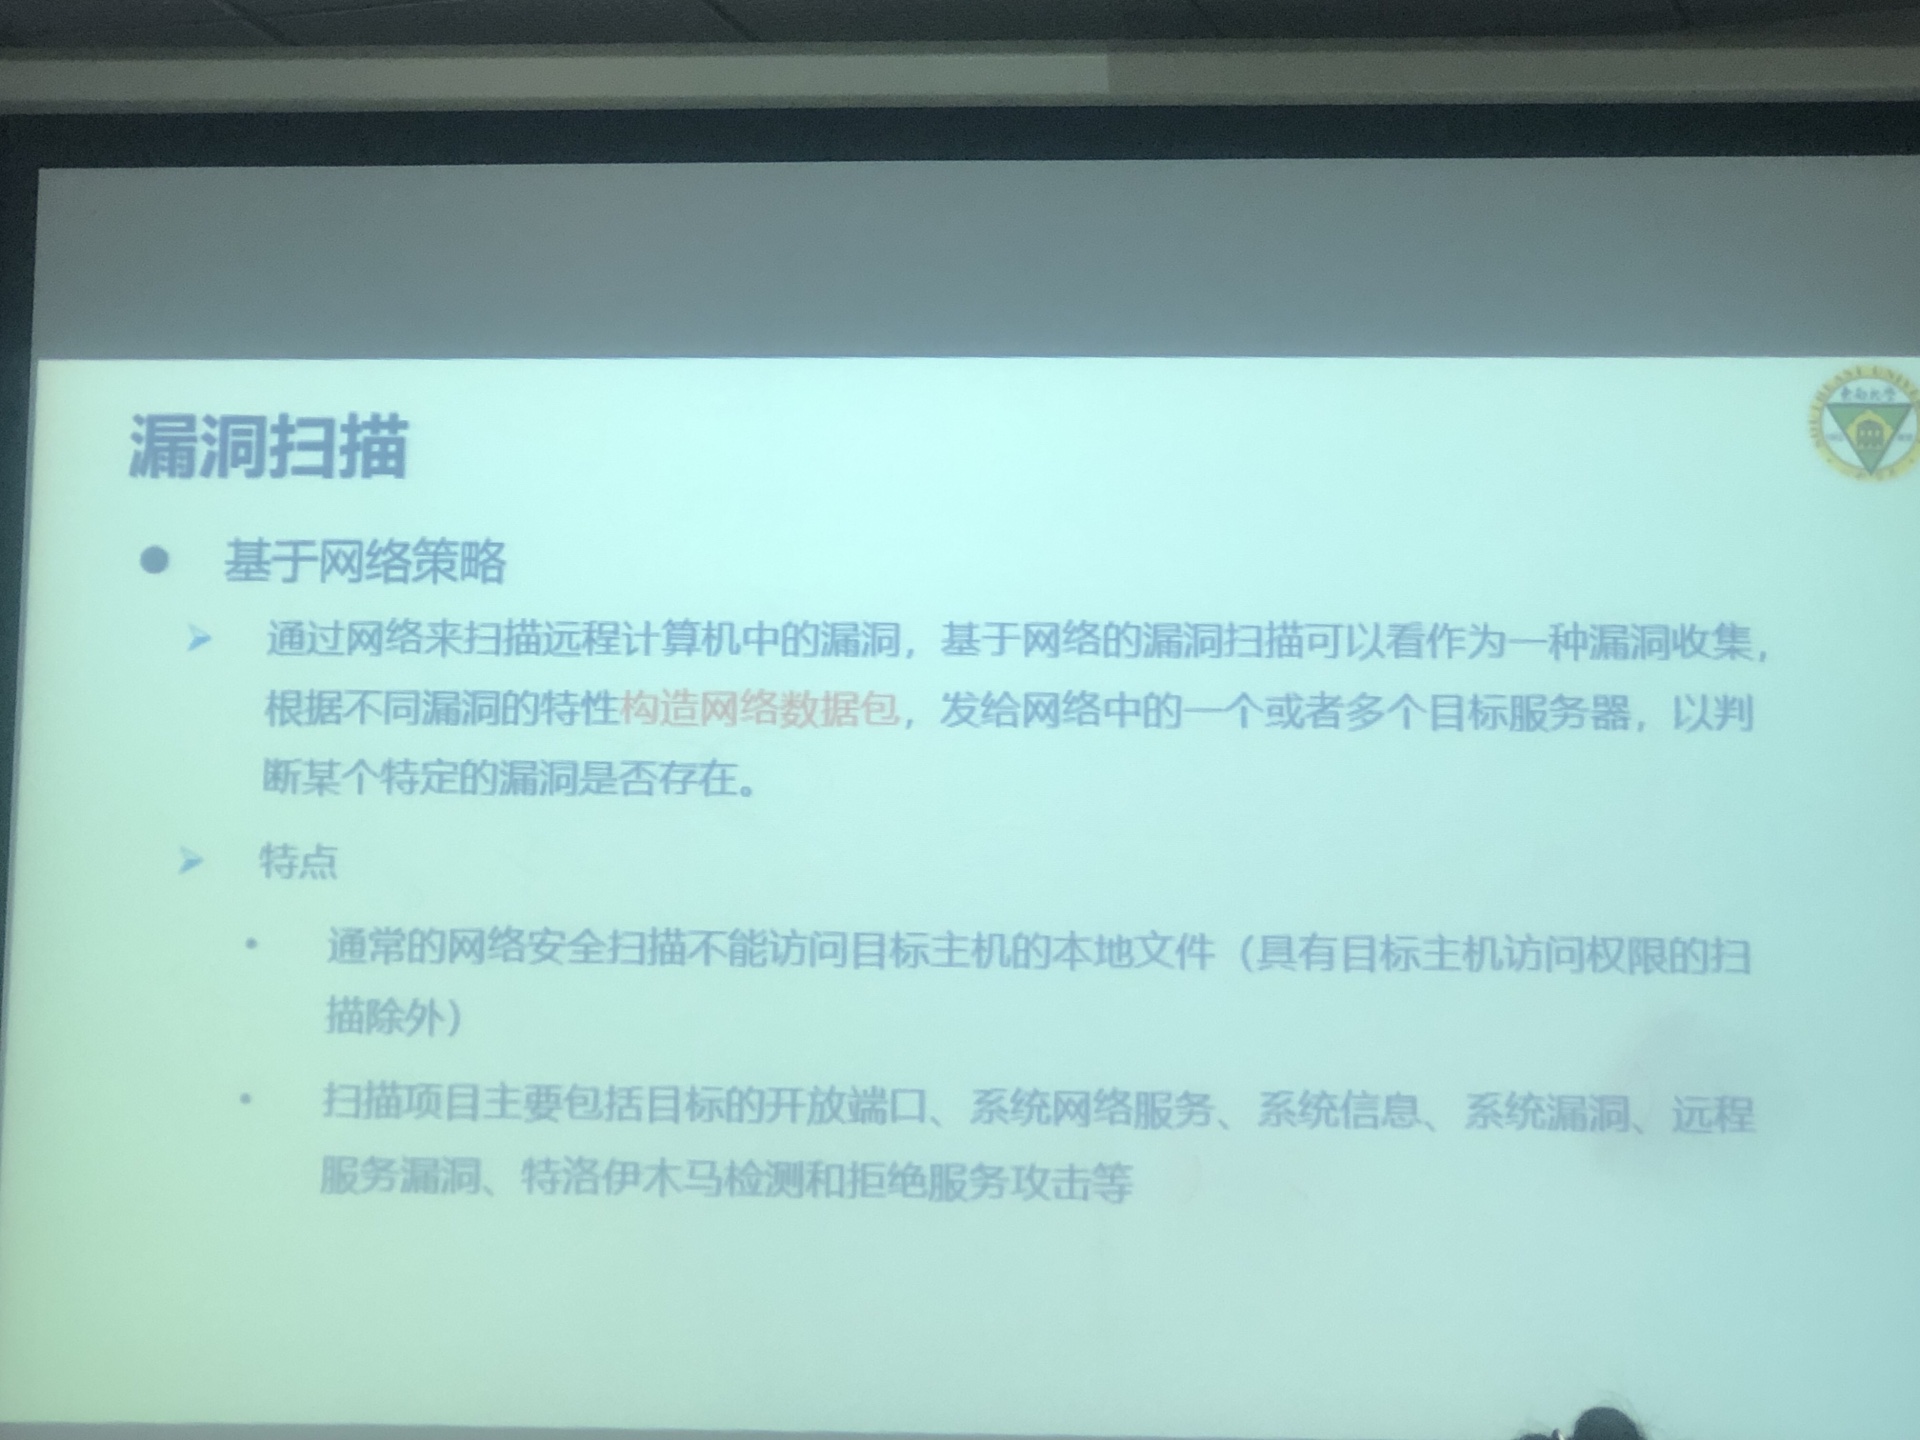 漏洞扫描
东南大学
● 基于网络策略
➢ 通过网络来扫描远程计算机中的漏洞，基于网络的漏洞扫描可以看作为一种漏洞收集，
根据不同漏洞的特性构造网络数据包，发给网络中的一个或者多个目标服务器，以判
断某个特定的漏洞是否存在。
➢ 特点
• 通常的网络安全扫描不能访问目标主机的本地文件（具有目标主机访问权限的扫
描除外）
• 扫描项目主要包括目标的开放端口、系统网络服务、系统信息、系统漏洞、远程
服务漏洞、特洛伊木马检测和拒绝服务攻击等